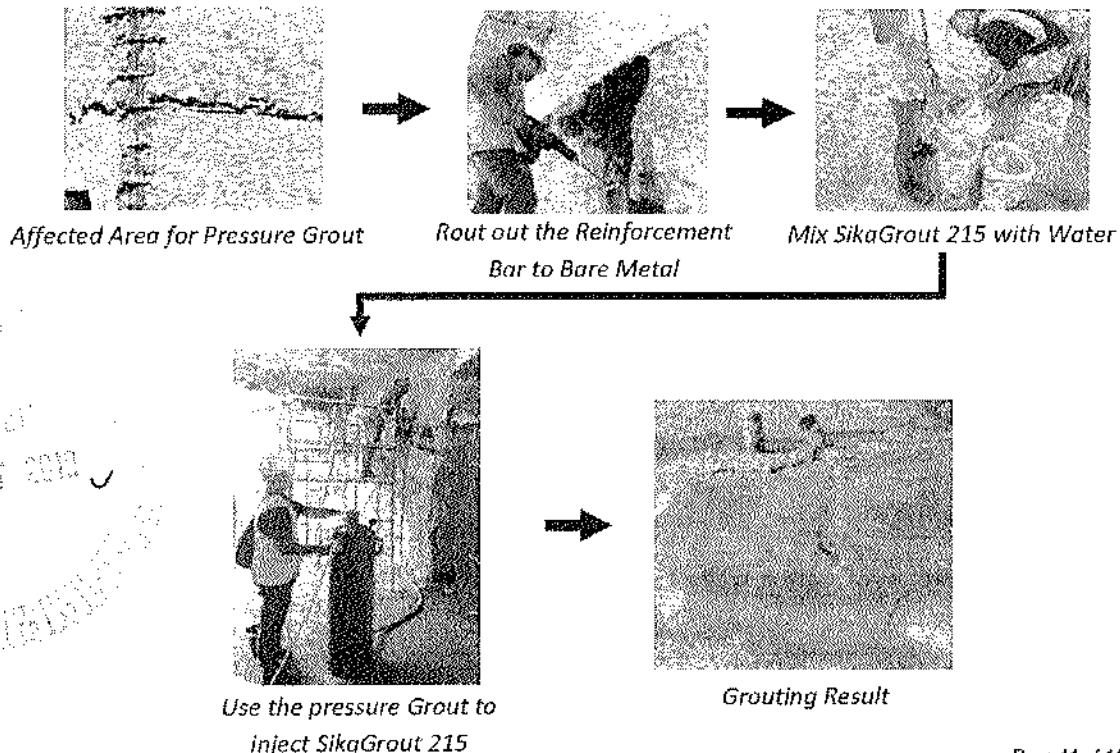 Affected Area for Pressure Grout
Rout out the Reinforcement
Bar to Bare Metal
Mix SikaGrout 215 with Water
Use the pressure Grout to
inject SikaGrout 215
Grouting Result